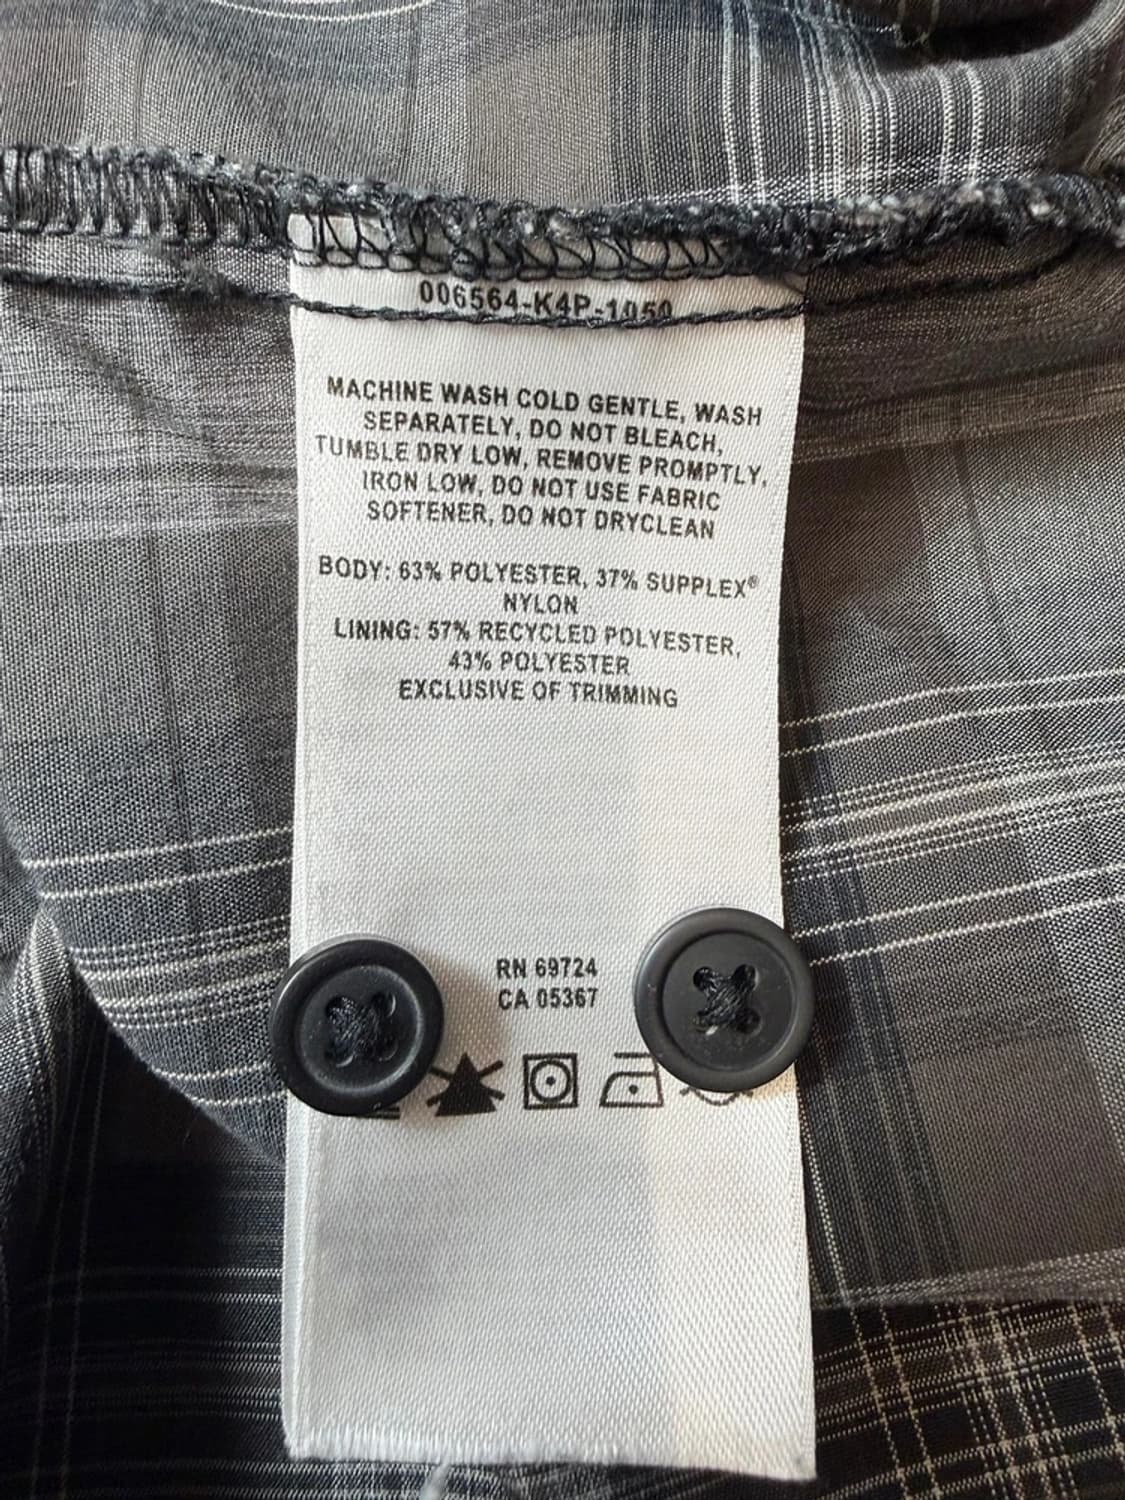 006564-K4P-1050
MACHINE WASH COLD GENTLE, WASH
SEPARATELY, DO NOT BLEACH,
TUMBLE DRY LOW, REMOVE PROMPTLY,
IRON LOW, DO NOT USE FABRIC
SOFTENER, DO NOT DRYCLEAN
BODY: 63% POLYESTER, 37% SUPPLEX®
NYLON
LINING: 57% RECYCLED POLYESTER,
43% POLYESTER
EXCLUSIVE OF TRIMMING
RN 69724
CA 05367